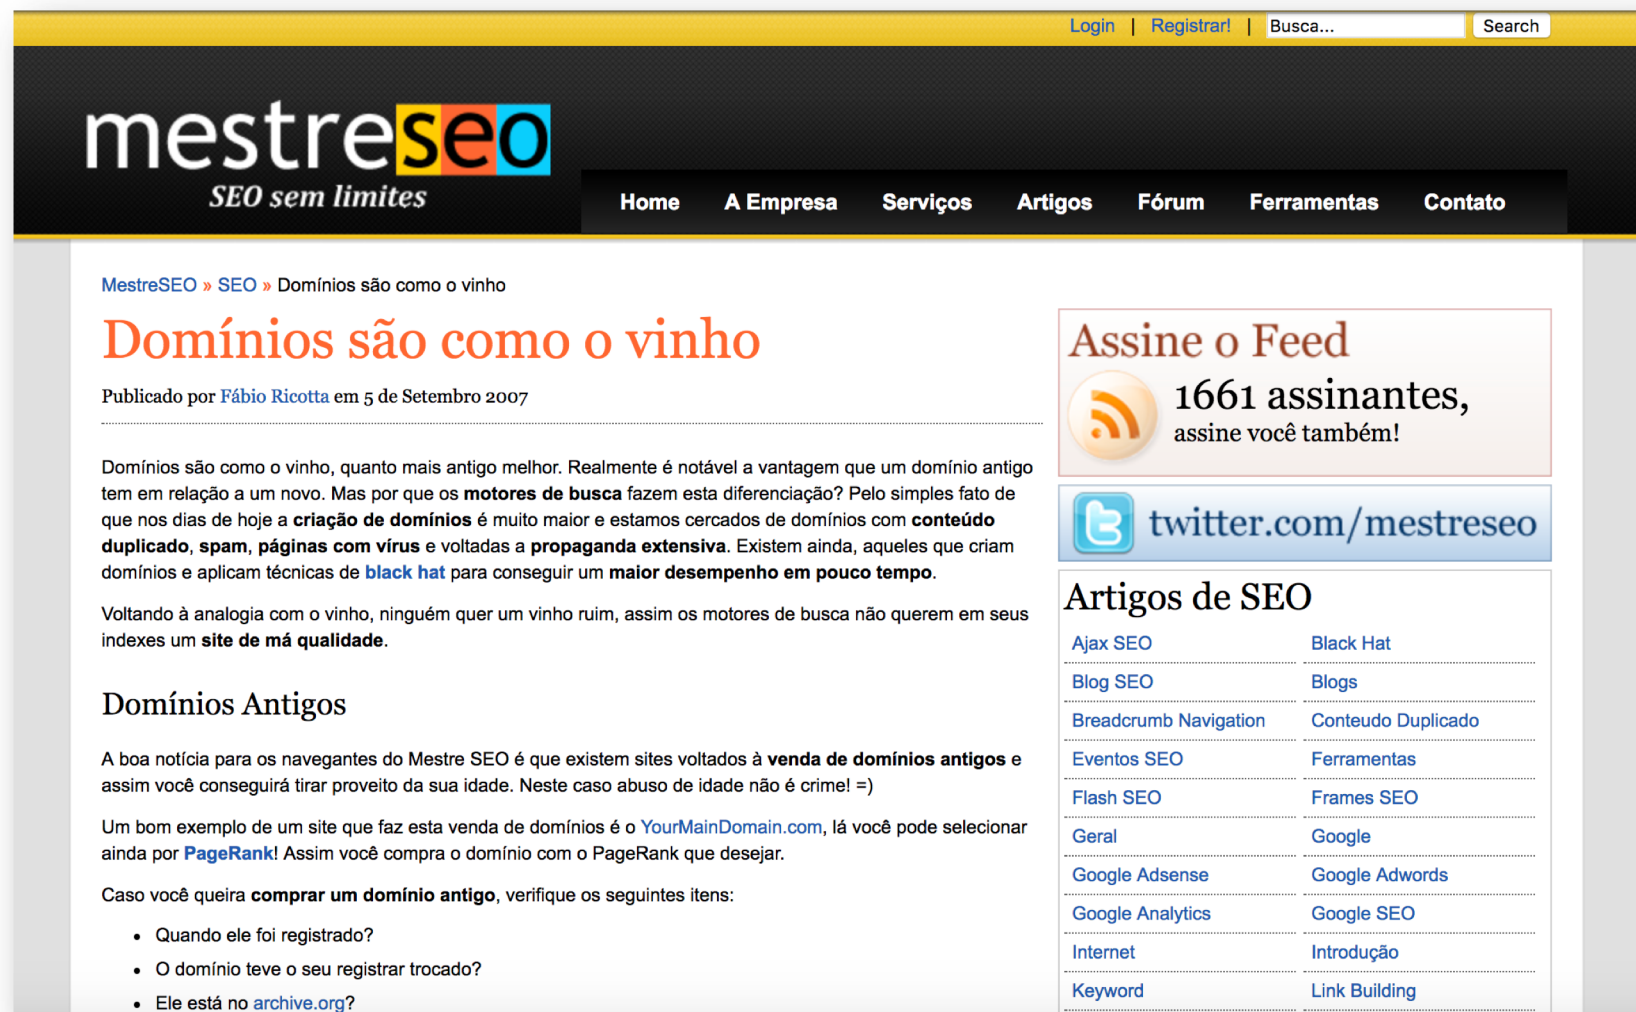 Login | Registrar! | Busca... Search
mestreseo
SEO sem limites
Home A Empresa Serviços Artigos Fórum Ferramentas Contato
MestreSEO » SEO » Domínios são como o vinho
Domínios são como o vinho
Publicado por Fábio Ricotta em 5 de Setembro 2007
Domínios são como o vinho, quanto mais antigo melhor. Realmente é notável a vantagem que um domínio antigo
tem em relação a um novo. Mas por que os motores de busca fazem esta diferenciação? Pelo simples fato de
que nos dias de hoje a criação de domínios é muito maior e estamos cercados de domínios com conteúdo
duplicado, spam, páginas com vírus e voltadas a propaganda extensiva. Existem ainda, aqueles que criam
domínios e aplicam técnicas de black hat para conseguir um maior desempenho em pouco tempo.
Voltando à analogia com o vinho, ninguém quer um vinho ruim, assim os motores de busca não querem em seus
indexes um site de má qualidade.
Domínios Antigos
A boa notícia para os navegantes do Mestre SEO é que existem sites voltados à venda de domínios antigos e
assim você conseguirá tirar proveito da sua idade. Neste caso abuso de idade não é crime! =)
Um bom exemplo de um site que faz esta venda de domínios é o YourMainDomain.com, lá você pode selecionar
ainda por PageRank! Assim você compra o domínio com o PageRank que desejar.
Caso você queira comprar um domínio antigo, verifique os seguintes itens:
• Quando ele foi registrado?
• O domínio teve o seu registrar trocado?
• Ele está no archive.org?
Assine o Feed
1661 assinantes,
assine você também!
twitter.com/mestreseo
Artigos de SEO
Ajax SEO Black Hat
Blog SEO Blogs
Breadcrumb Navigation Conteudo Duplicado
Eventos SEO Ferramentas
Flash SEO Frames SEO
Geral Google
Google Adsense Google Adwords
Google Analytics Google SEO
Internet Introdução
Keyword Link Building